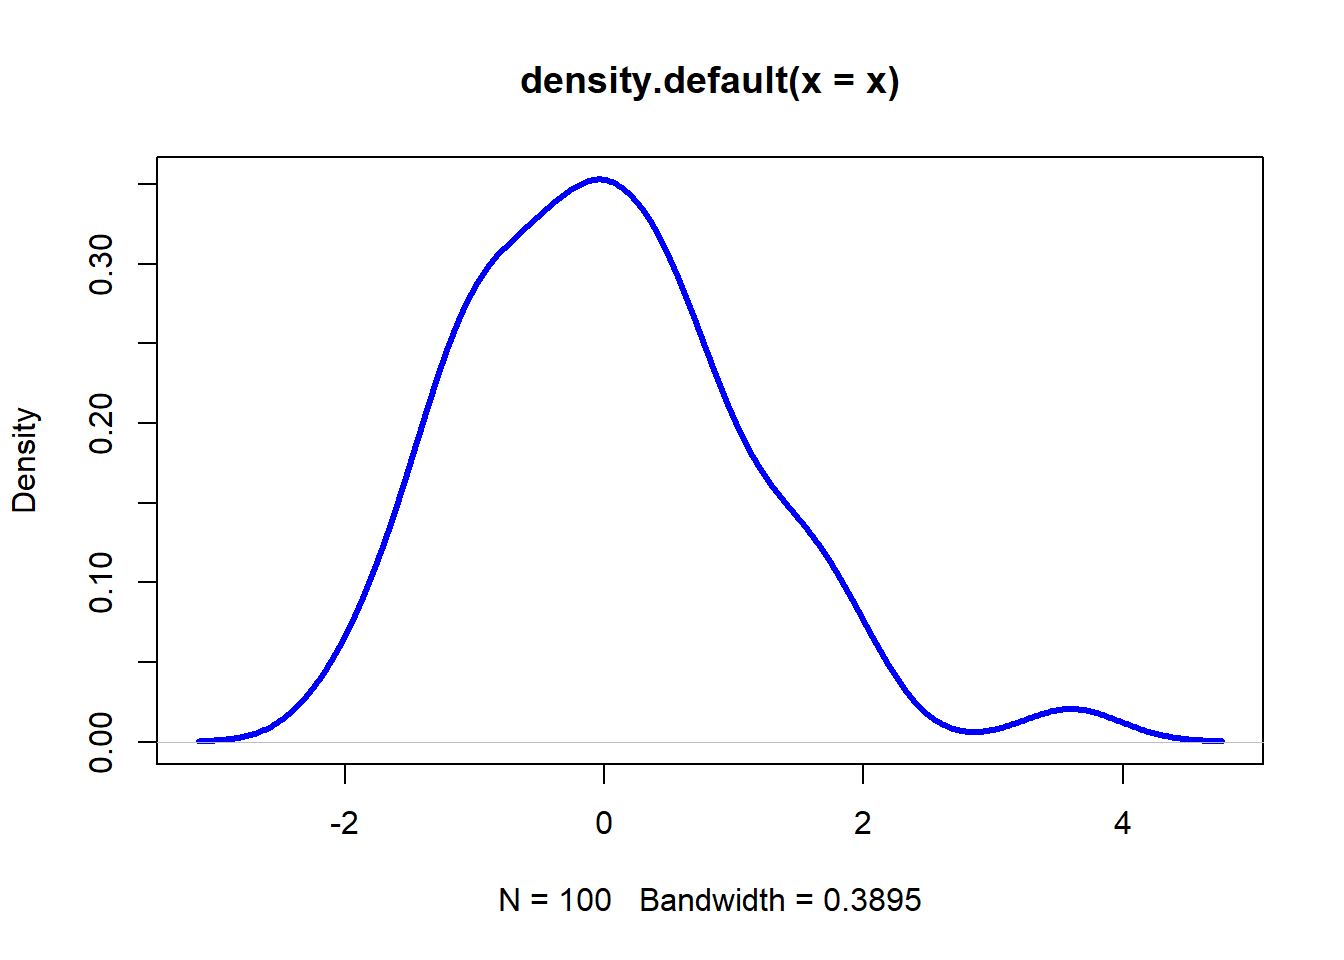 density.default(x = x)
Density
0.00
0.10
0.20
0.30
-2
0
2
4
N = 100   Bandwidth = 0.3895